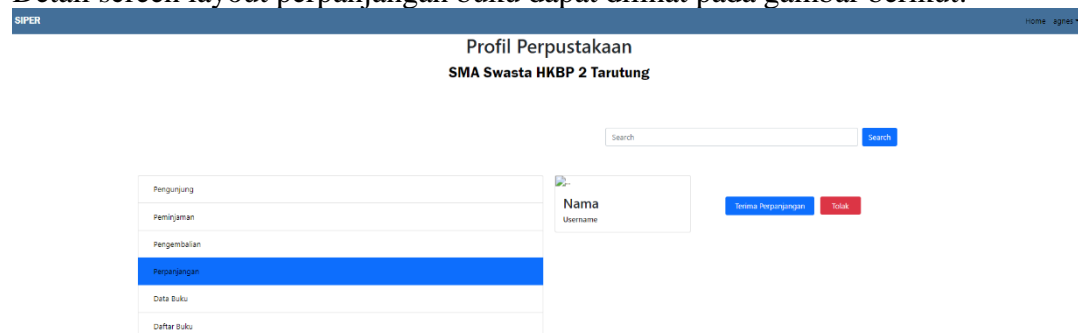 Detail screen layout perpanjangan buku dapat dilihat pada gambar berikut:
SIPER
Home agnes
Profil Perpustakaan
SMA Swasta HKBP 2 Tarutung
Search Search
Pengunjung
Peminjaman
Pengembalian
Perpanjangan
Data Buku
Daftar Buku
...
Nama
Username
Terima Perpanjangan Tolak